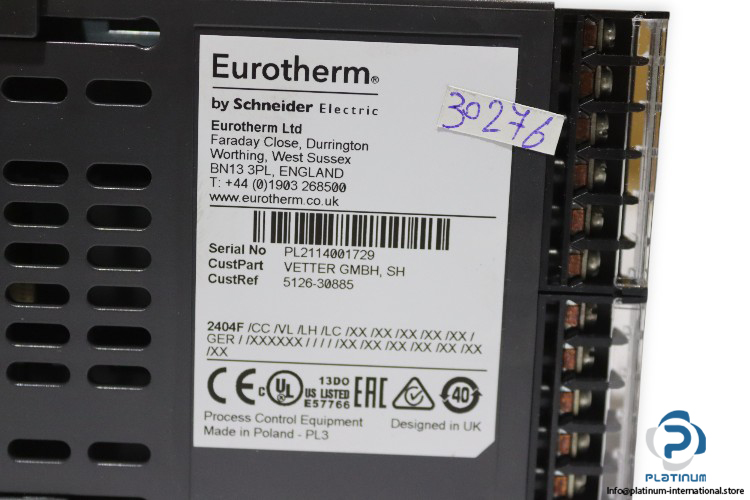 Eurotherm®
by Schneider Electric
30276
Eurotherm Ltd
Faraday Close, Durrington
Worthing, West Sussex
BN13 3PL, ENGLAND
T: +44 (0)1903 268500
www.eurotherm.co.uk
Serial No PL2114001729
CustPart VETTER GMBH, SH
CustRef 5126-30885
2404F /CC /VL /LH /LC /XX /XX /XX /XX /XX /
GER / /XXXXXX / / / / /XX /XX /XX /XX /XX /XX
/XX
CE C UL US LISTED 13DO E57766 EAC 40
Process Control Equipment
Designed in UK
Made in Poland - PL3
PLATINUM
Info@platinum-international.store